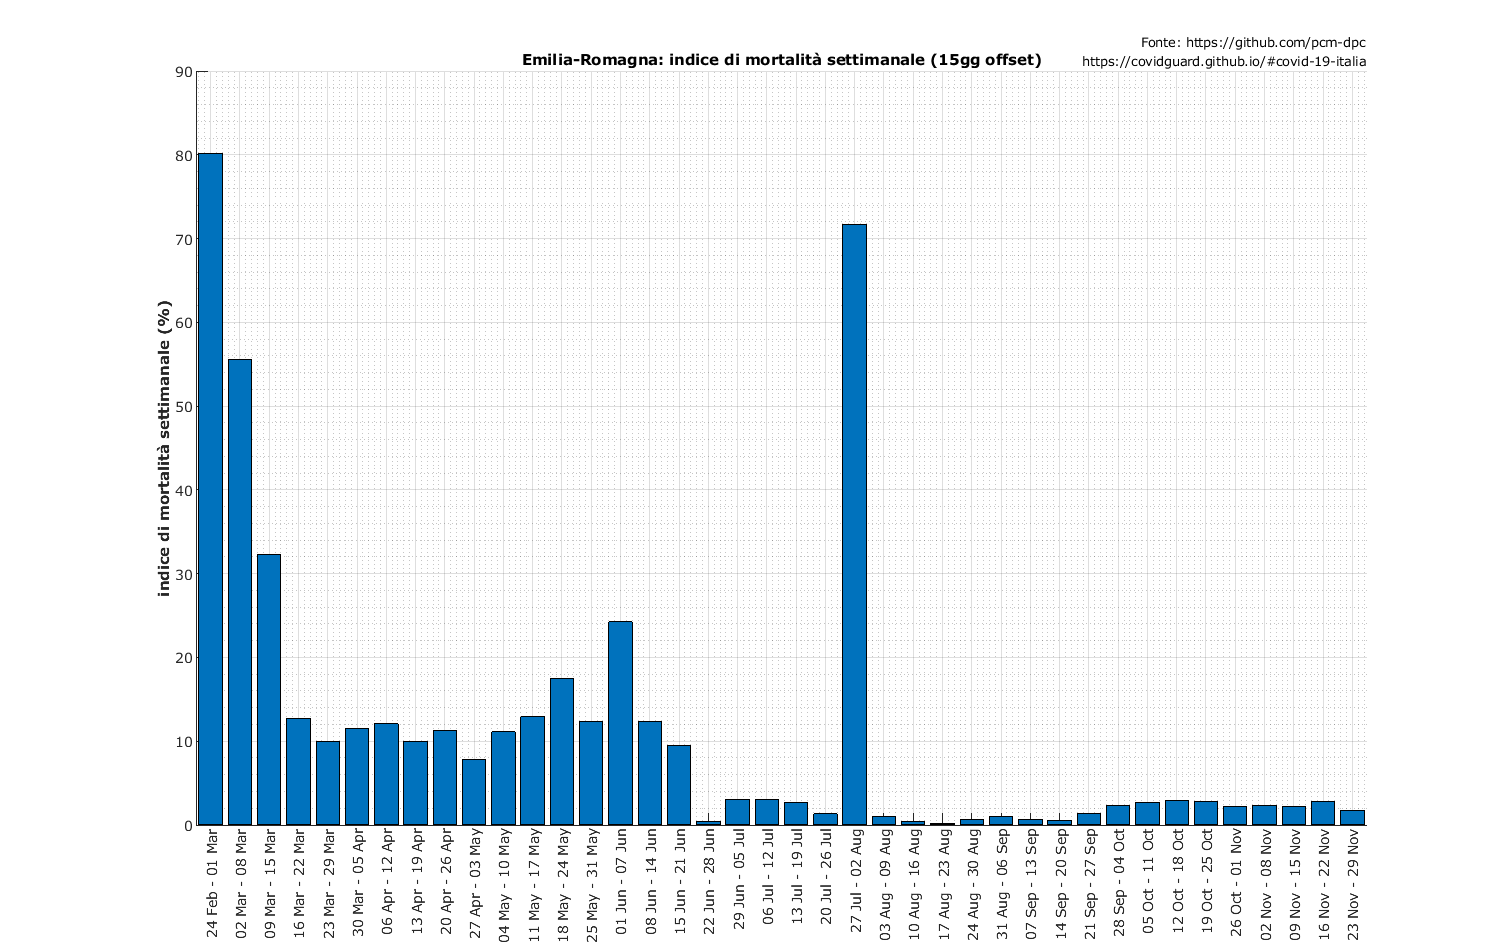 Fonte: https://github.com/pcm-dpc
https://covidguard.github.io/#covid-19-italia
Emilia-Romagna: indice di mortalità settimanale (15gg offset)
indice di mortalità settimanale (%)
90
80
70
60
50
40
30
20
10
0
24 Feb - 01 Mar
02 Mar - 08 Mar
09 Mar - 15 Mar
16 Mar - 22 Mar
23 Mar - 29 Mar
30 Mar - 05 Apr
06 Apr - 12 Apr
13 Apr - 19 Apr
20 Apr - 26 Apr
27 Apr - 03 May
04 May - 10 May
11 May - 17 May
18 May - 24 May
25 May - 31 May
01 Jun - 07 Jun
08 Jun - 14 Jun
15 Jun - 21 Jun
22 Jun - 28 Jun
29 Jun - 05 Jul
06 Jul - 12 Jul
13 Jul - 19 Jul
20 Jul - 26 Jul
27 Jul - 02 Aug
03 Aug - 09 Aug
10 Aug - 16 Aug
17 Aug - 23 Aug
24 Aug - 30 Aug
31 Aug - 06 Sep
07 Sep - 13 Sep
14 Sep - 20 Sep
21 Sep - 27 Sep
28 Sep - 04 Oct
05 Oct - 11 Oct
12 Oct - 18 Oct
19 Oct - 25 Oct
26 Oct - 01 Nov
02 Nov - 08 Nov
09 Nov - 15 Nov
16 Nov - 22 Nov
23 Nov - 29 Nov